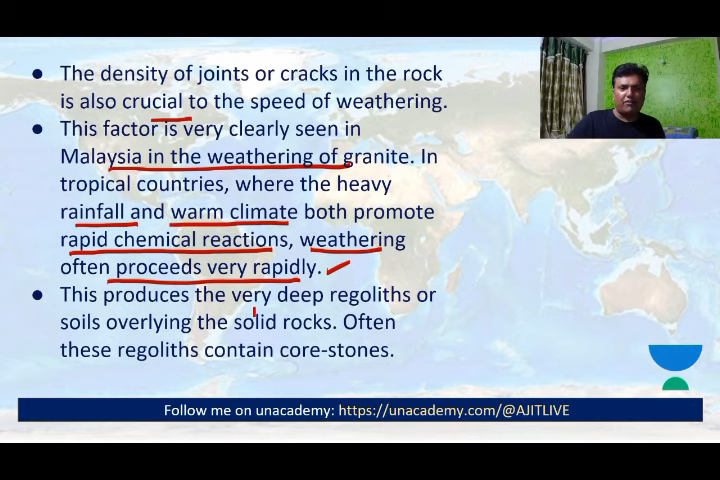 ● The density of joints or cracks in the rock
is also crucial to the speed of weathering.
● This factor is very clearly seen in
Malaysia in the weathering of granite. In
tropical countries, where the heavy
rainfall and warm climate both promote
rapid chemical reactions, weathering
often proceeds very rapidly.
● This produces the very deep regoliths or
soils overlying the solid rocks. Often
these regoliths contain core-stones.
Follow me on unacademy: https://unacademy.com/@AJITLIVE